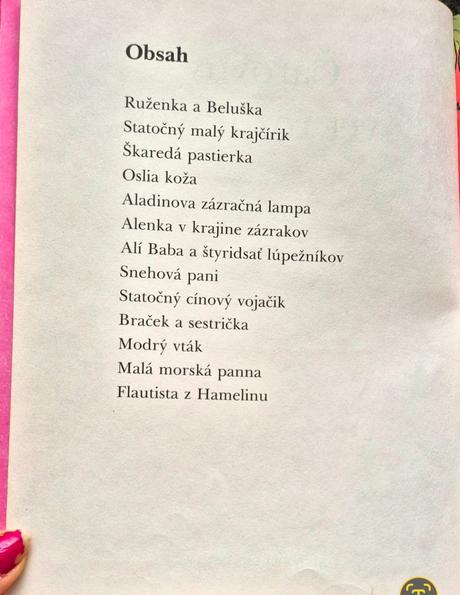 Obsah
Ruženka a Beluška
Statočný malý krajčírik
Škaredá pastierka
Oslia koža
Aladinova zázračná lampa
Alenka v krajine zázrakov
Alí Baba a štyridsať lúpežníkov
Snehová pani
Statočný cínový vojačik
Braček a sestrička
Modrý vták
Malá morská panna
Flautista z Hamelinu